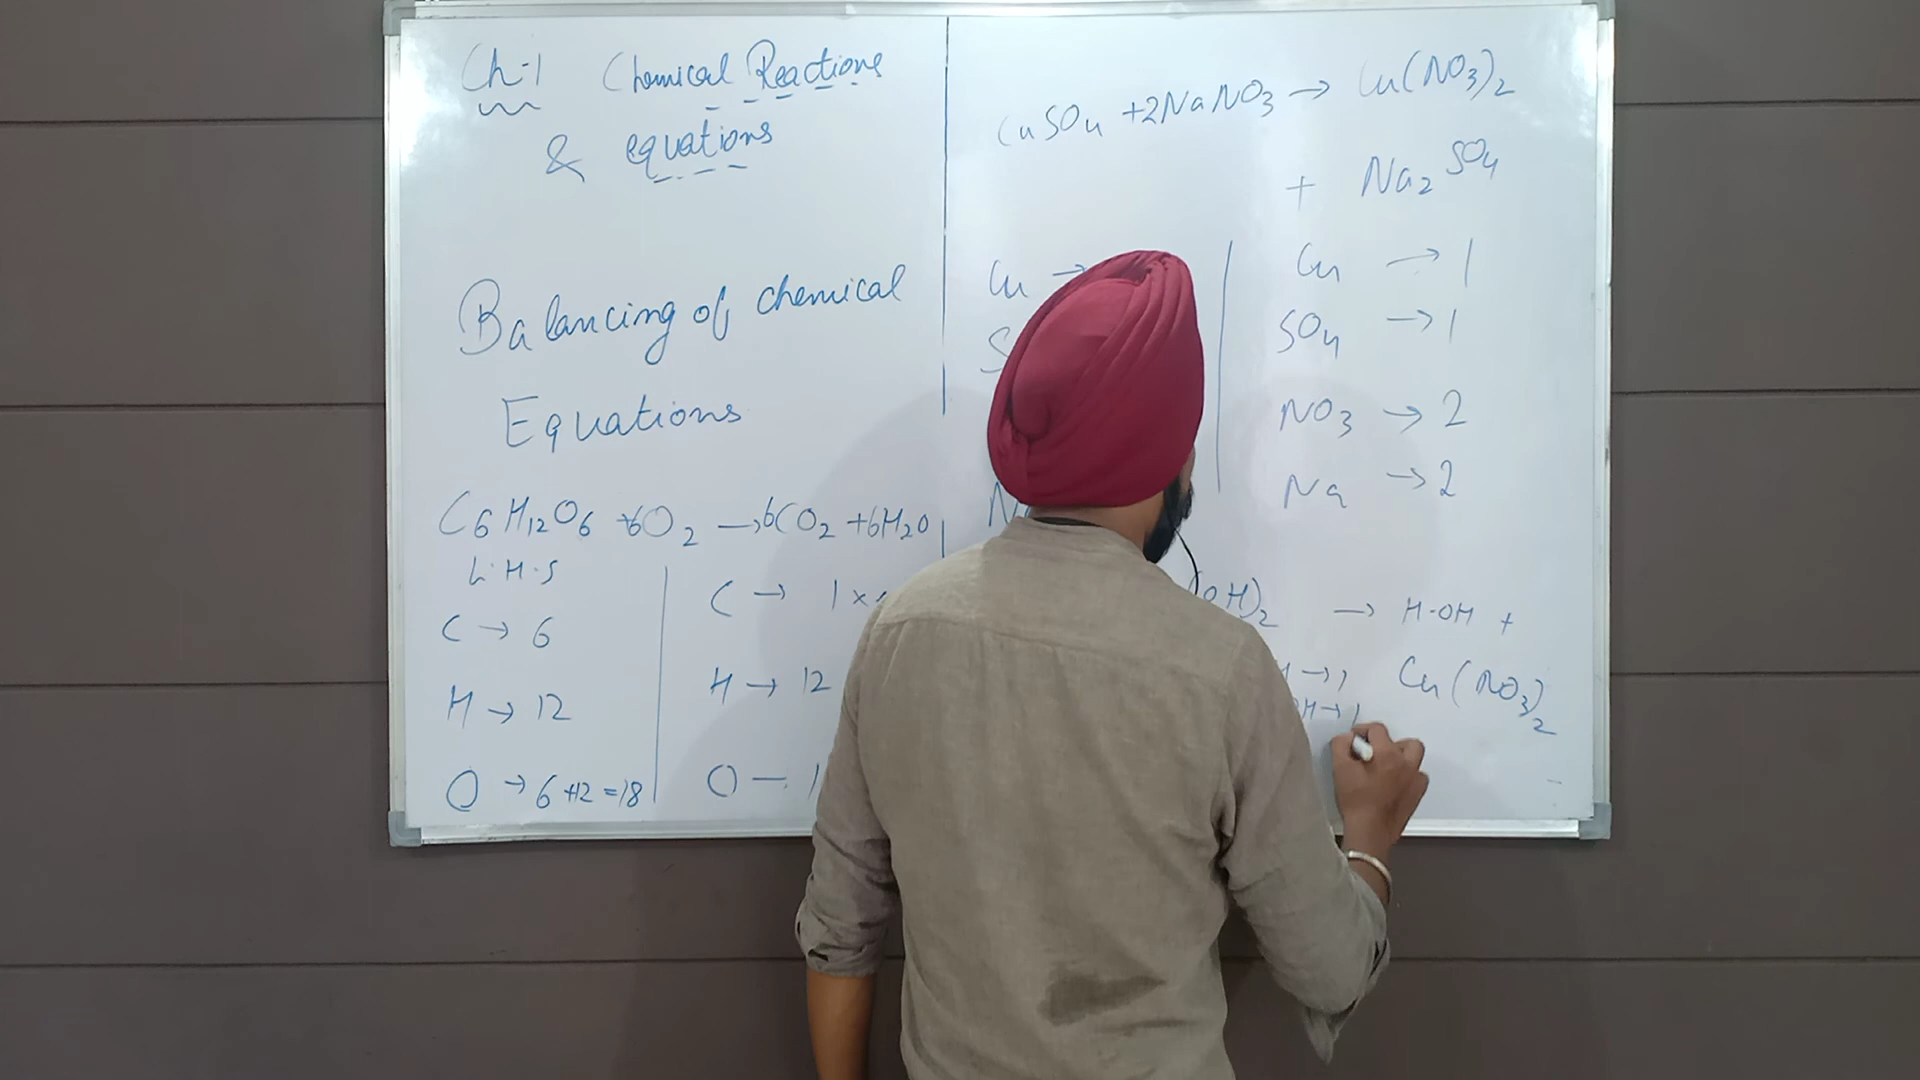 Ch-1 Chemical Reactions
& equations
Balancing of chemical
Equations
C6H12O6 +6O2 →6CO2 +6H2O
L.H.S
C → 6
H → 12
O → 6+12=18
C → 1×
H → 12
O —
CuSO4 +2NaNO3 → Cu(NO3)2
+ Na2SO4
Cu →
Cu → 1
SO4 → 1
NO3 → 2
Na → 2
OH)2 → H-OH +
→ 1 Cu(NO3)2
OH → 1